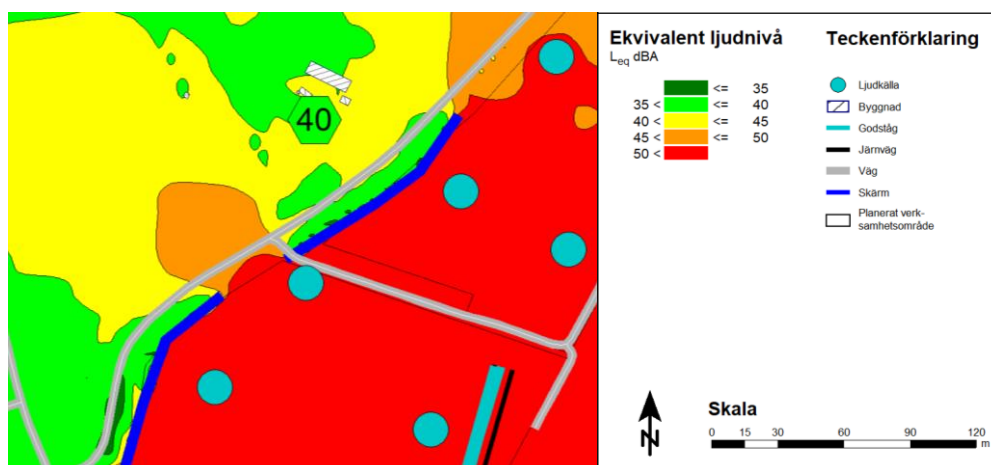 40
Ekvivalent ljudnivå
Leq dBA
<= 35
35 < <= 40
40 < <= 45
45 < <= 50
50 <
Teckenförklaring
Ljudkälla
Byggnad
Godståg
Järnväg
Väg
Skärm
Planerat verk-
samhetsområde
N
Skala
0 15 30 60 90 120
m